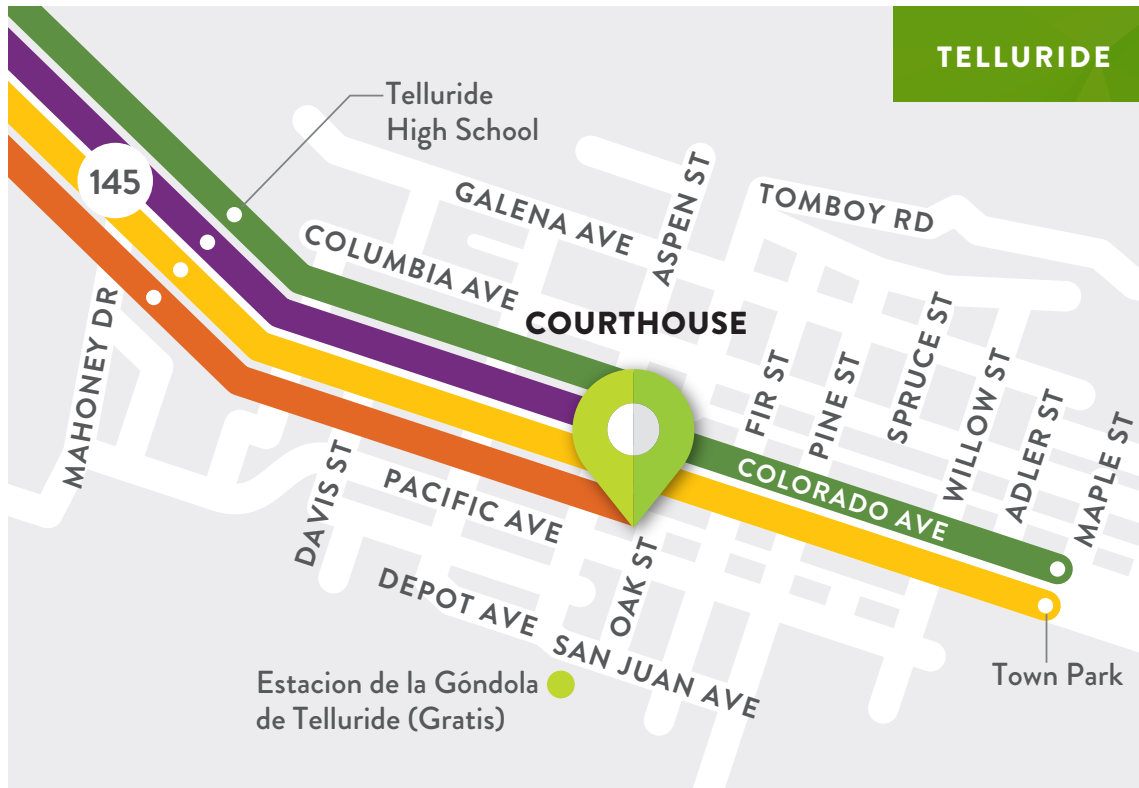 TELLURIDE
Telluride
High School
145
GALENA AVE
ASPEN ST
TOMBOY RD
COLUMBIA AVE
COURTHOUSE
MAHONEY DR
FIR ST
PINE ST
SPRUCE ST
WILLOW ST
ADLER ST
MAPLE ST
COLORADO AVE
DAVIS ST
PACIFIC AVE
OAK ST
DEPOT AVE
SAN JUAN AVE
Town Park
Estacion de la Góndola
de Telluride (Gratis)